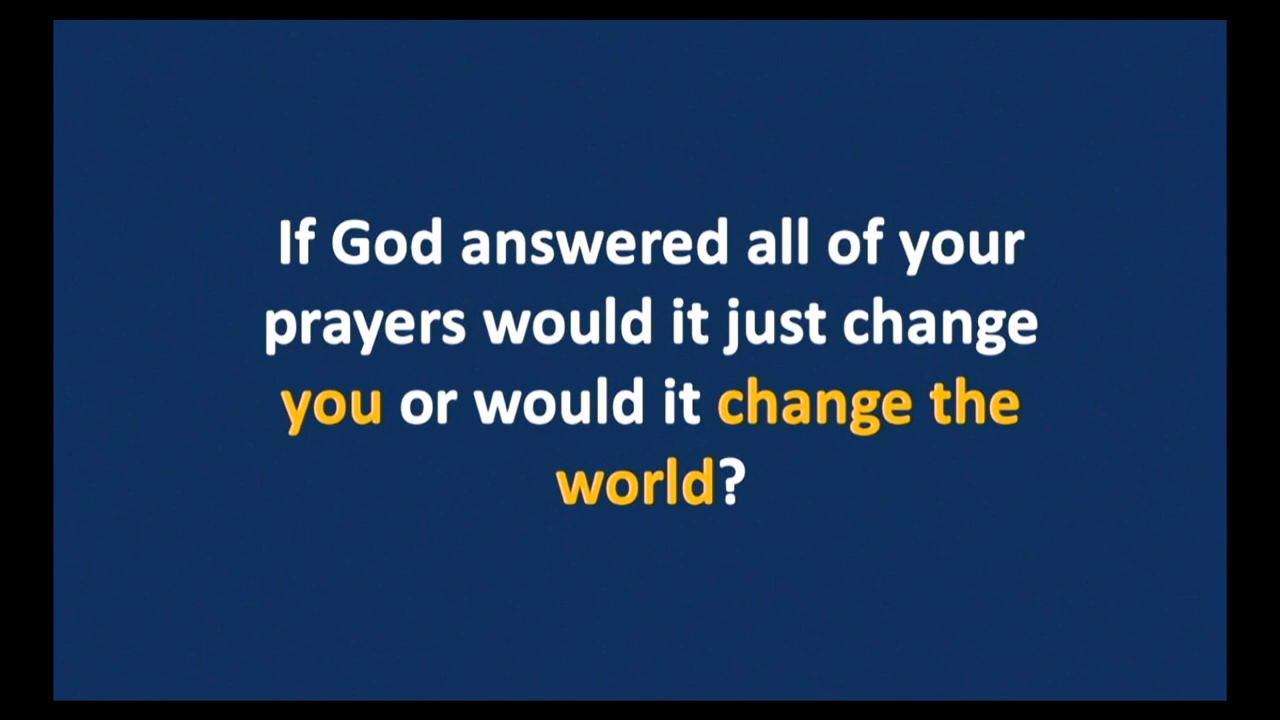 If God answered all of your
prayers would it just change
you or would it change the
world?